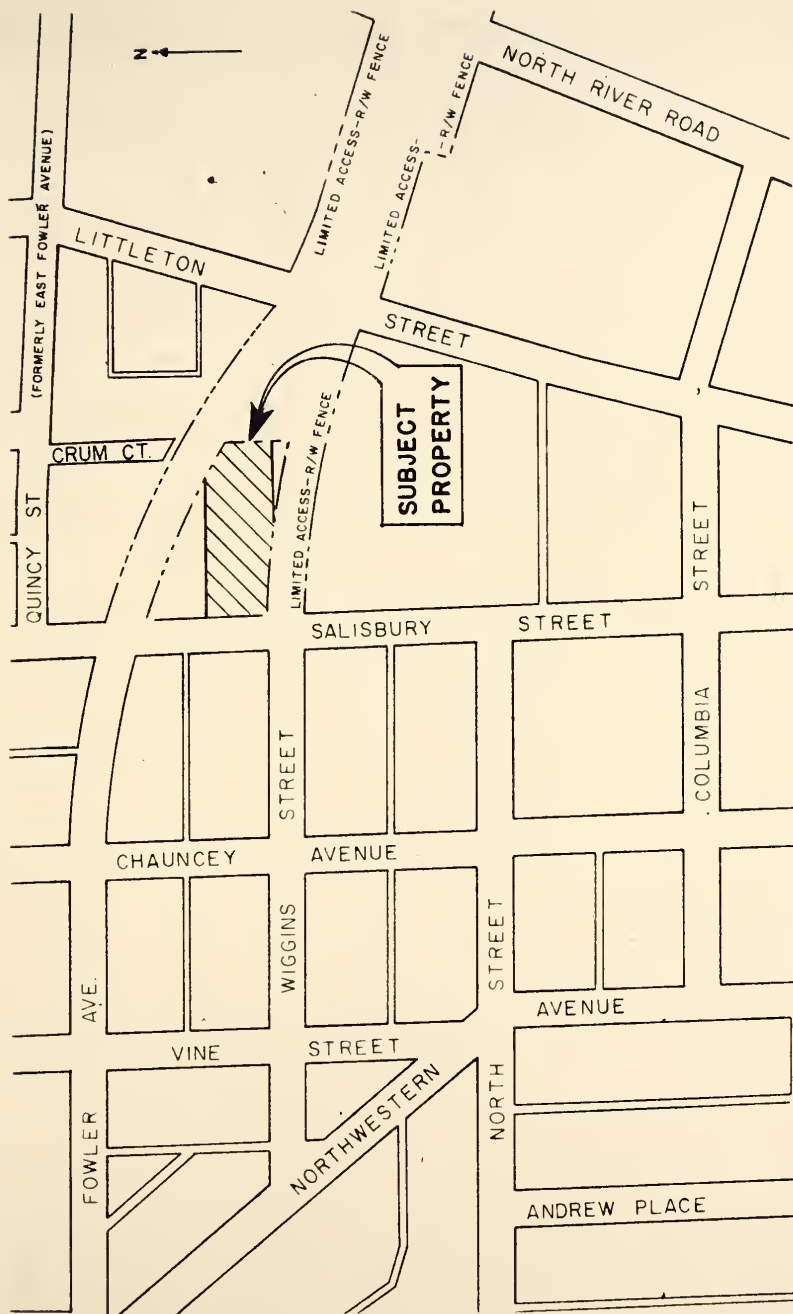 N
NORTH RIVER ROAD
LIMITED ACCESS-R/W FENCE
LIMITED ACCESS-
R/W FENCE
(FORMERLY EAST FOWLER AVENUE)
LITTLETON
STREET
CRUM CT.
QUINCY ST
SUBJECT
PROPERTY
LIMITED ACCESS-R/W FENCE
SALISBURY STREET
STREET
COLUMBIA
STREET
CHAUNCEY AVENUE
WIGGINS
STREET
AVE.
VINE STREET
AVENUE
FOWLER
NORTHWESTERN
NORTH
ANDREW PLACE